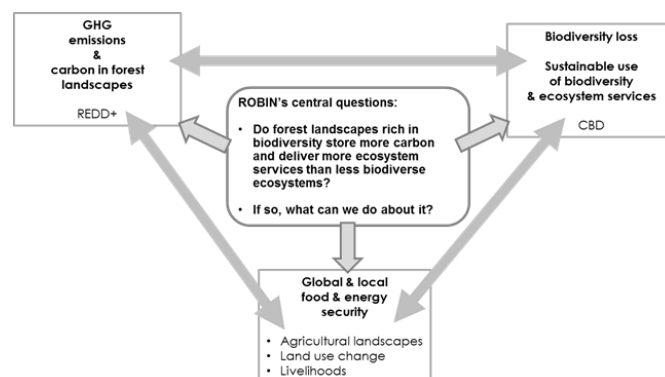 GHG
emissions
&
carbon in forest
landscapes
REDD+
Biodiversity loss
Sustainable use
of biodiversity
& ecosystem services
CBD
ROBIN's central questions:
• Do forest landscapes rich in
biodiversity store more carbon
and deliver more ecosystem
services than less biodiverse
ecosystems?
• If so, what can we do about it?
Global & local
food & energy
security
• Agricultural landscapes
• Land use change
• Livelihoods